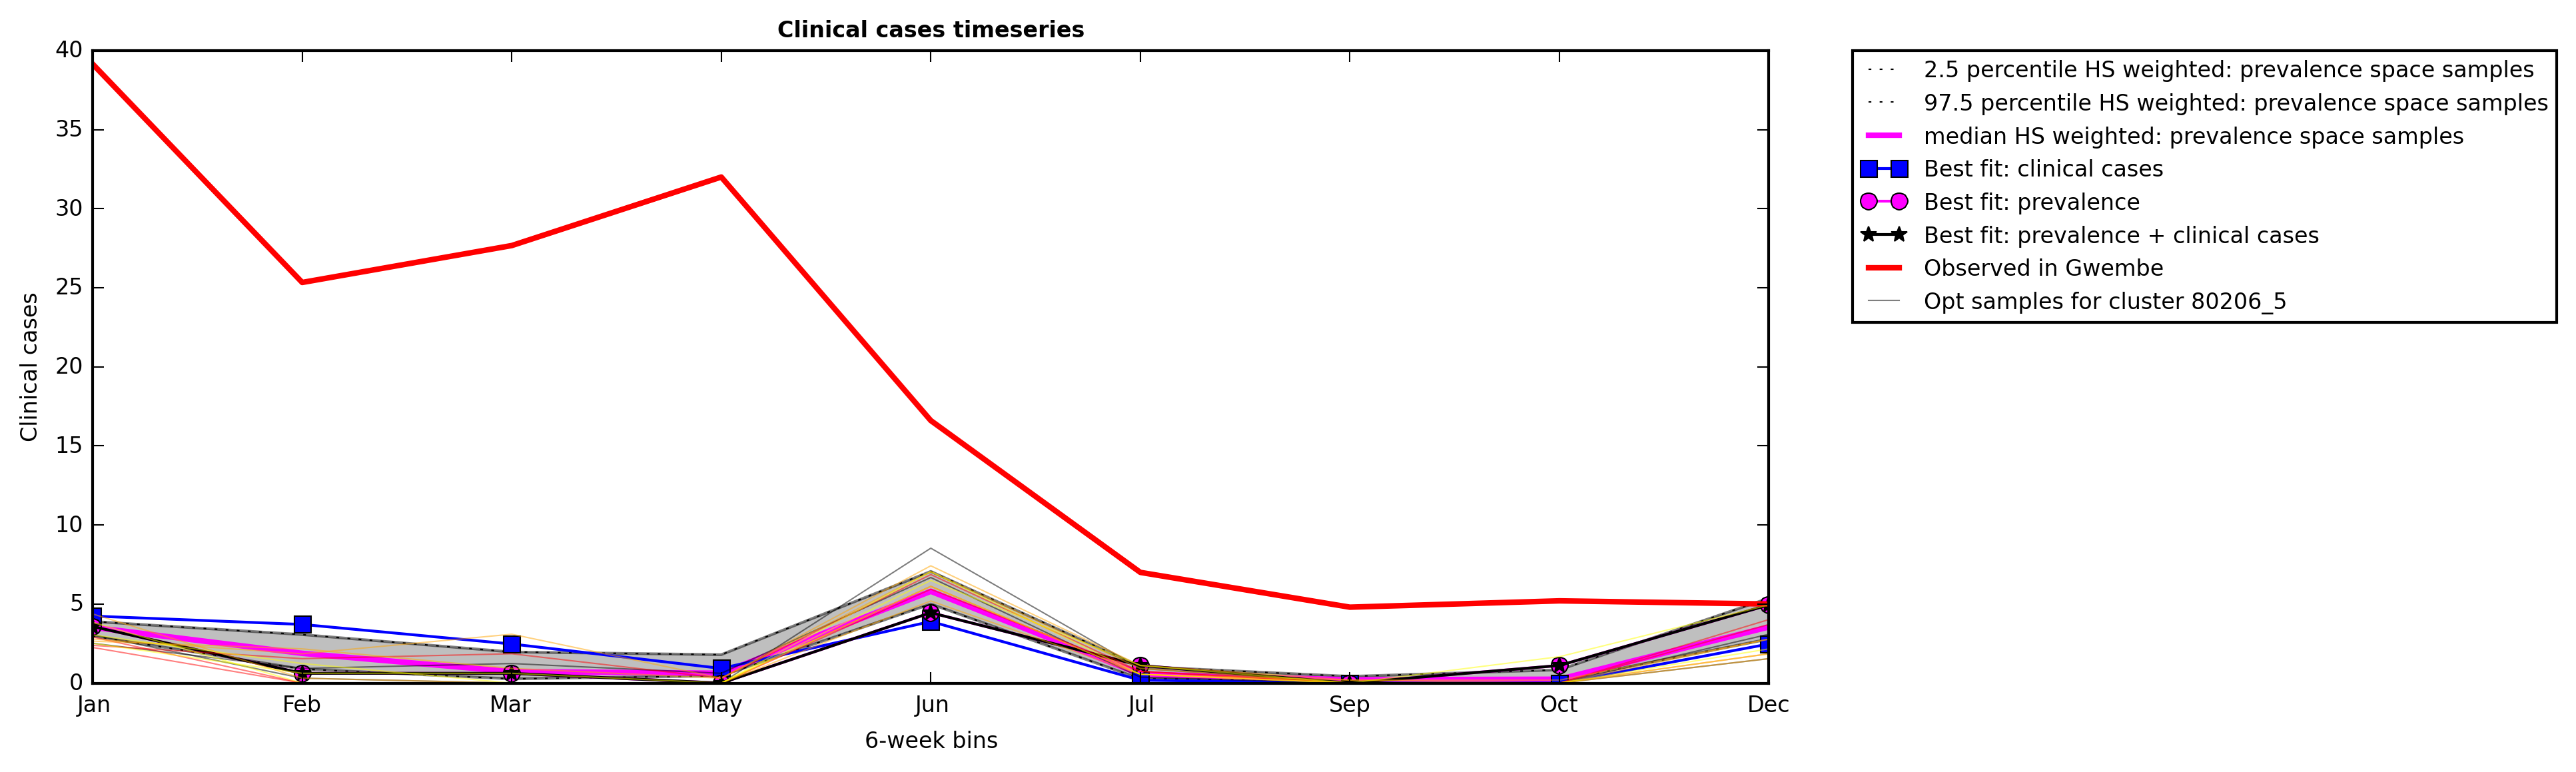 Clinical cases timeseries
40
35
30
25
20
15
10
5
0
Clinical cases
Jan Feb Mar May Jun Jul Sep Oct Dec
6-week bins
2.5 percentile HS weighted: prevalence space samples
97.5 percentile HS weighted: prevalence space samples
median HS weighted: prevalence space samples
Best fit: clinical cases
Best fit: prevalence
Best fit: prevalence + clinical cases
Observed in Gwembe
Opt samples for cluster 80206_5